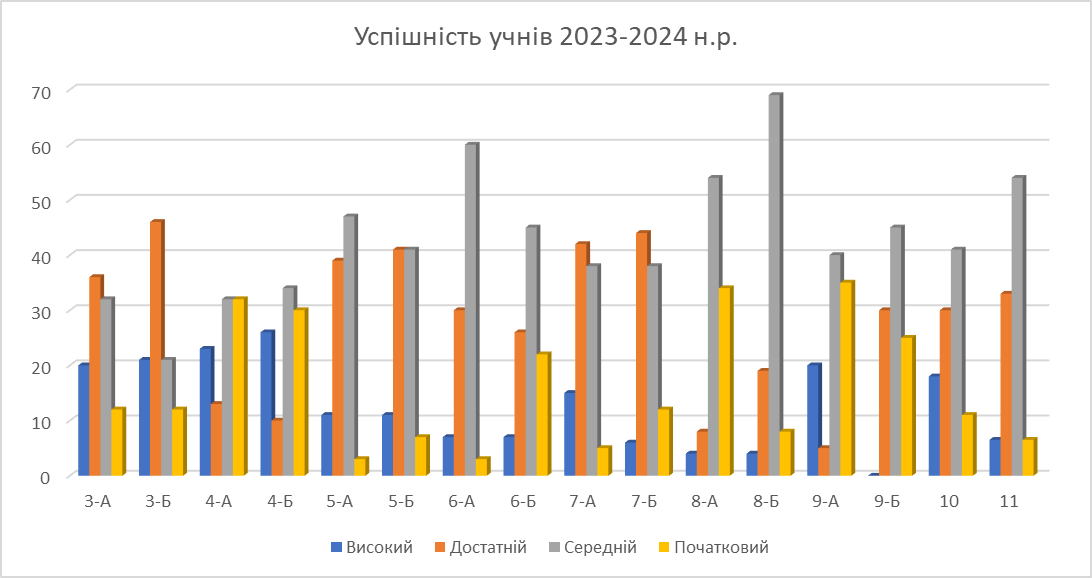 Успішність учнів 2023-2024 н.р.
70
60
50
40
30
20
10
0
3-А 3-Б 4-А 4-Б 5-А 5-Б 6-А 6-Б 7-А 7-Б 8-А 8-Б 9-А 9-Б 10 11
Високий Достатній Середній Початковий